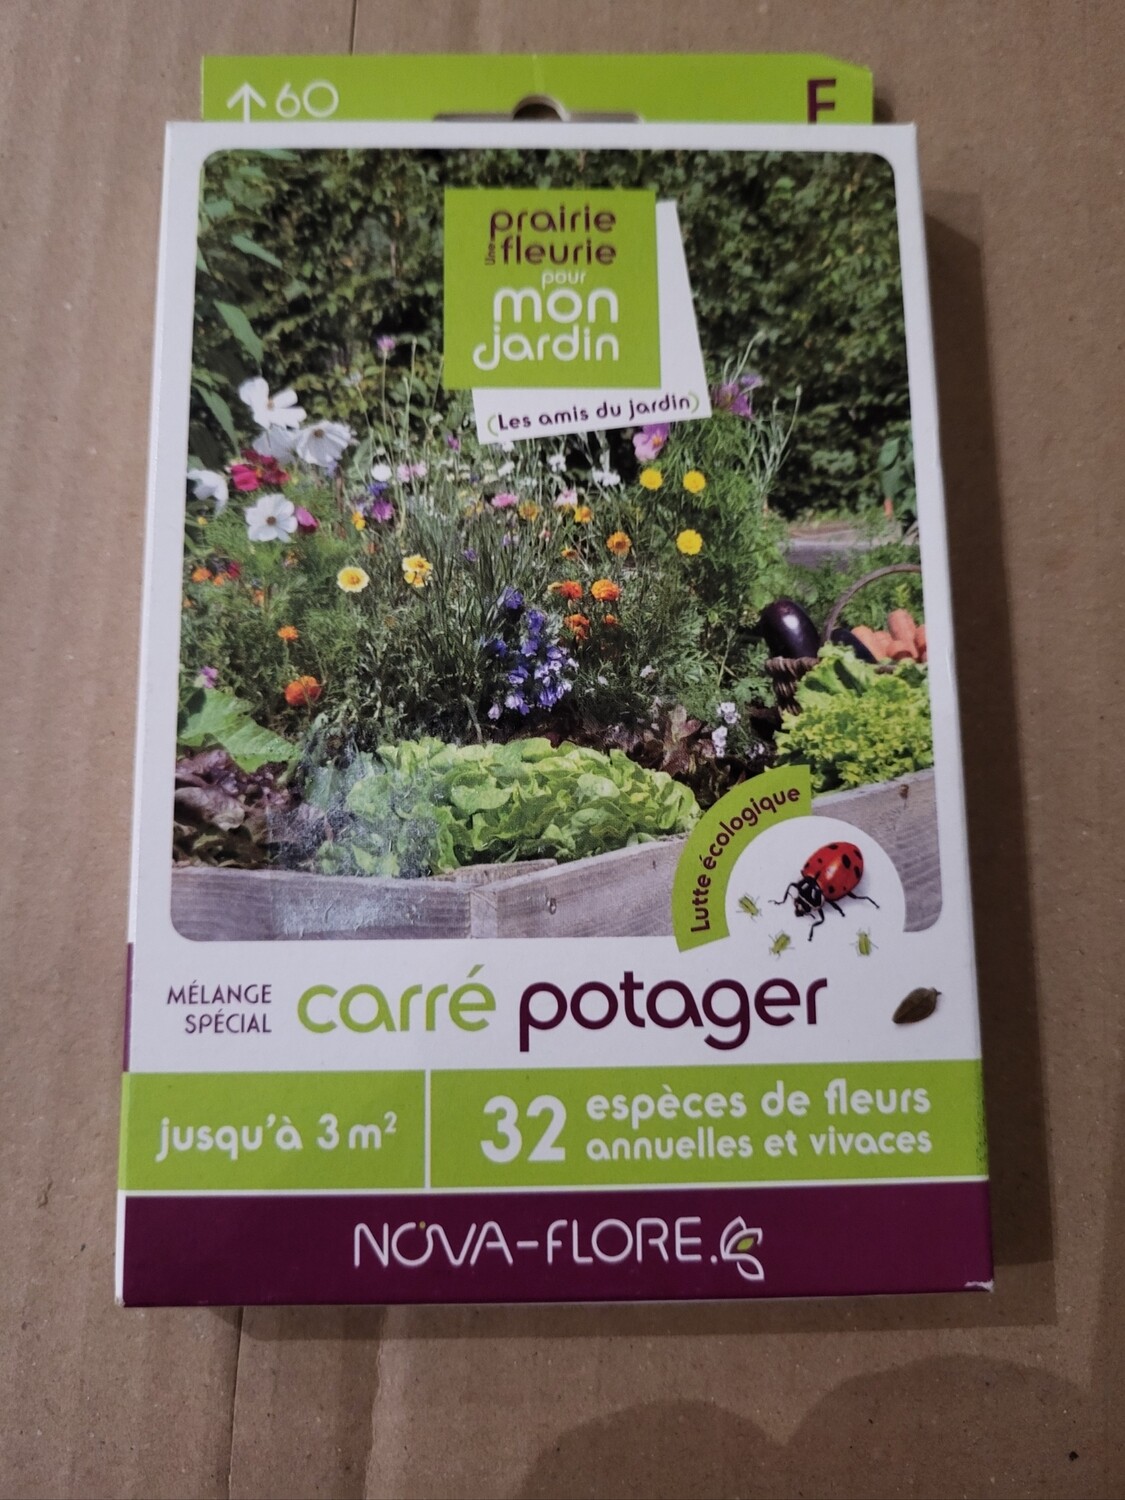 ↑60
F
prairie
Une fleurie
pour
mon
jardin
(Les amis du jardin)
Lutte écologique
MÉLANGE
SPÉCIAL
carré potager
jusqu'à 3 m²
32 espèces de fleurs
annuelles et vivaces
NOVA-FLORE.